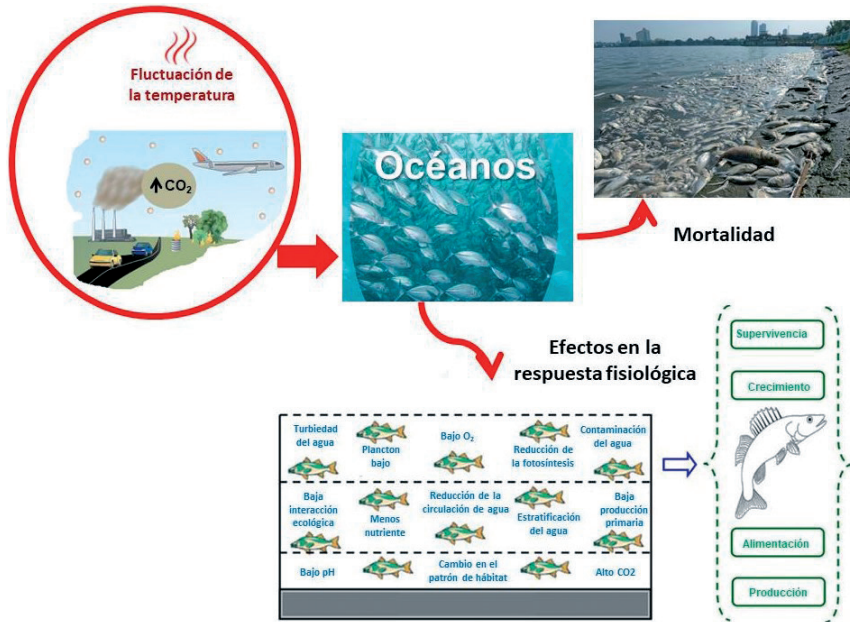 Fluctuación de
la temperatura
↑CO₂
Océanos
Mortalidad
Efectos en la
respuesta fisiológica
Turbiedad
del agua
Plancton
bajo
Bajo O₂
Reducción de
la fotosíntesis
Contaminación
del agua
Baja
interacción
ecológica
Menos
nutriente
Reducción de la
circulación de agua
Estratificación
del agua
Baja
producción
primaria
Bajo pH
Cambio en el
patrón de hábitat
Alto CO2
Supervivencia
Crecimiento
Alimentación
Producción